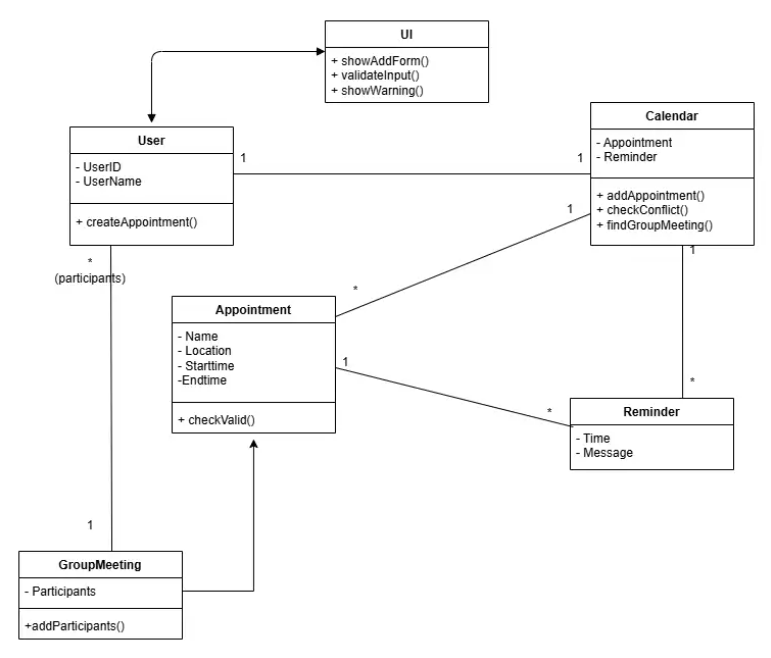 UI
+ showAddForm()
+ validateInput()
+ showWarning()
User
- UserID
- UserName
+ createAppointment()
1
1
Calendar
- Appointment
- Reminder
+ addAppointment()
+ checkConflict()
+ findGroupMeeting()
1
1
*
(participants)
*
Appointment
- Name
- Location
- Starttime
-Endtime
+ checkValid()
1
*
*
Reminder
- Time
- Message
1
GroupMeeting
- Participants
+addParticipants()